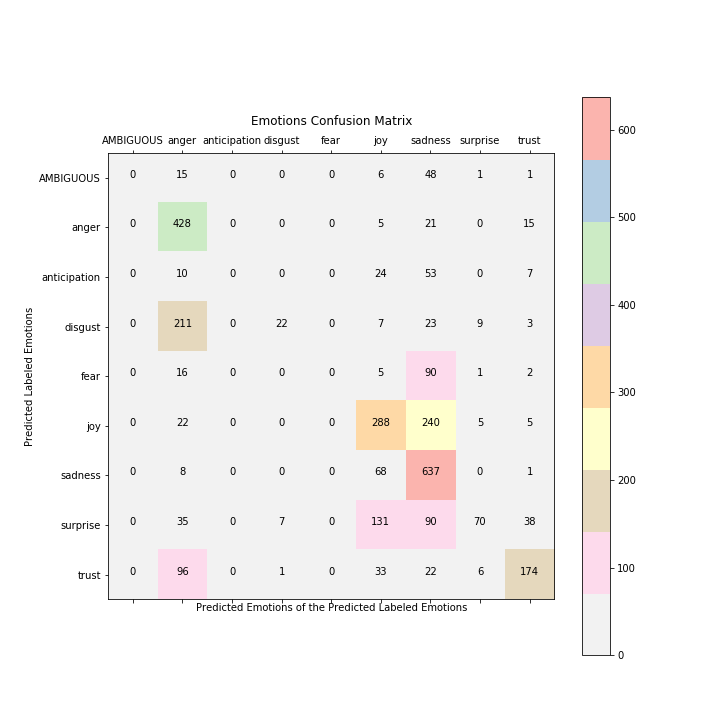 Emotions Confusion Matrix
AMBIGUOUS anger anticipation disgust fear joy sadness surprise trust
AMBIGUOUS 0 15 0 0 0 6 48 1 1
anger 0 428 0 0 0 5 21 0 15
anticipation 0 10 0 0 0 24 53 0 7
disgust 0 211 0 22 0 7 23 9 3
fear 0 16 0 0 0 5 90 1 2
joy 0 22 0 0 0 288 240 5 5
sadness 0 8 0 0 0 68 637 0 1
surprise 0 35 0 7 0 131 90 70 38
trust 0 96 0 1 0 33 22 6 174
Predicted Labeled Emotions
Predicted Emotions of the Predicted Labeled Emotions
600
500
400
300
200
100
0